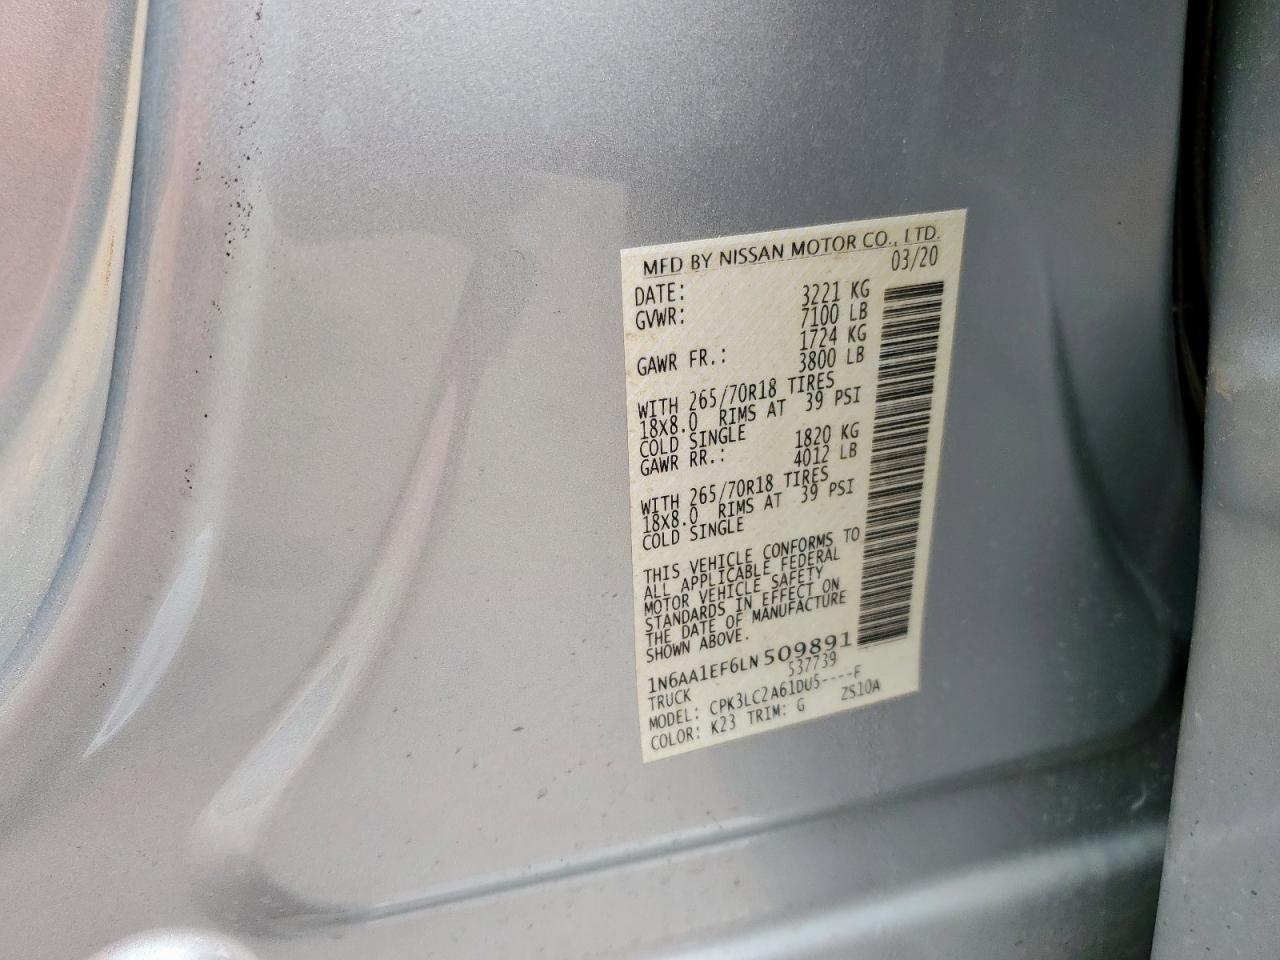 MFD BY NISSAN MOTOR CO., LTD.
DATE: 03/20
GVWR: 3221 KG
7100 LB
GAWR FR.: 1724 KG
3800 LB
WITH 265/70R18 TIRES
18X8.0 RIMS AT 39 PSI
COLD SINGLE
GAWR RR.: 1820 KG
4012 LB
WITH 265/70R18 TIRES
18X8.0 RIMS AT 39 PSI
COLD SINGLE
THIS VEHICLE CONFORMS TO
ALL APPLICABLE FEDERAL
MOTOR VEHICLE SAFETY
STANDARDS IN EFFECT ON
THE DATE OF MANUFACTURE
SHOWN ABOVE.
1N6AA1EF6LN509891
TRUCK 537739
MODEL: CPK3LC2A61DU5----F
COLOR: K23 TRIM: G ZS10A